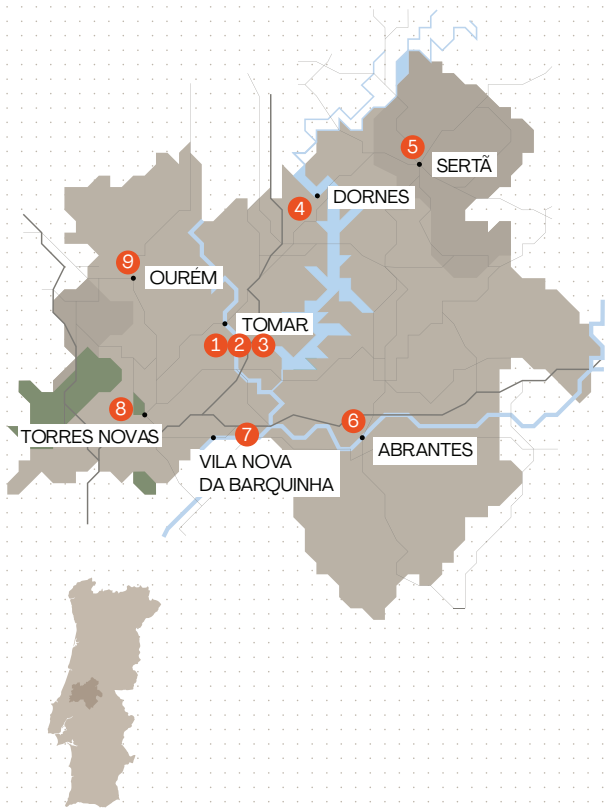 5
SERTÃ
DORNES
4
9
OURÉM
TOMAR
1 2 3
8
TORRES NOVAS
6
7
ABRANTES
VILA NOVA
DA BARQUINHA